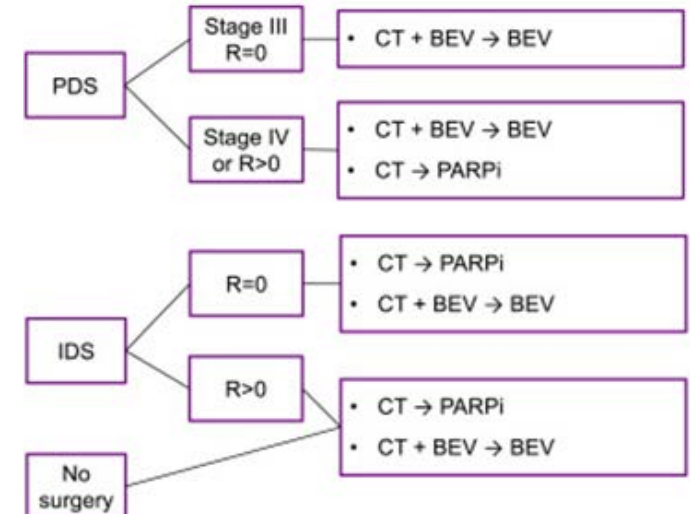 PDS
Stage III
R=0
• CT + BEV → BEV
Stage IV
or R>0
• CT + BEV → BEV
• CT → PARPi
IDS
R=0
• CT → PARPi
• CT + BEV → BEV
R>0
• CT → PARPi
• CT + BEV → BEV
No
surgery